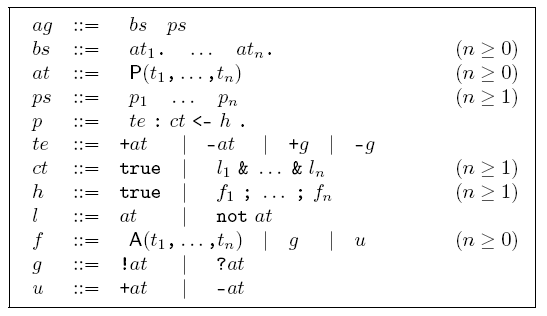 ag ::= bs ps
bs ::= at₁. … atₙ. (n ≥ 0)
at ::= P(t₁,…,tₙ) (n ≥ 0)
ps ::= p₁ … pₙ (n ≥ 1)
p ::= te : ct <- h .
te ::= +at | -at | +g | -g
ct ::= true | l₁ & … & lₙ (n ≥ 1)
h ::= true | f₁ ; … ; fₙ (n ≥ 1)
l ::= at | not at
f ::= A(t₁,…,tₙ) | g | u (n ≥ 0)
g ::= !at | ?at
u ::= +at | -at